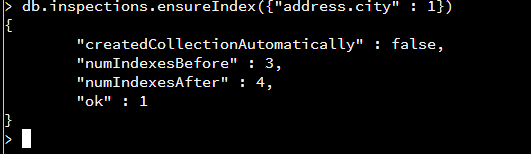 > db.inspections.ensureIndex({"address.city" : 1})
{
        "createdCollectionAutomatically" : false,
        "numIndexesBefore" : 3,
        "numIndexesAfter" : 4,
        "ok" : 1
}
>